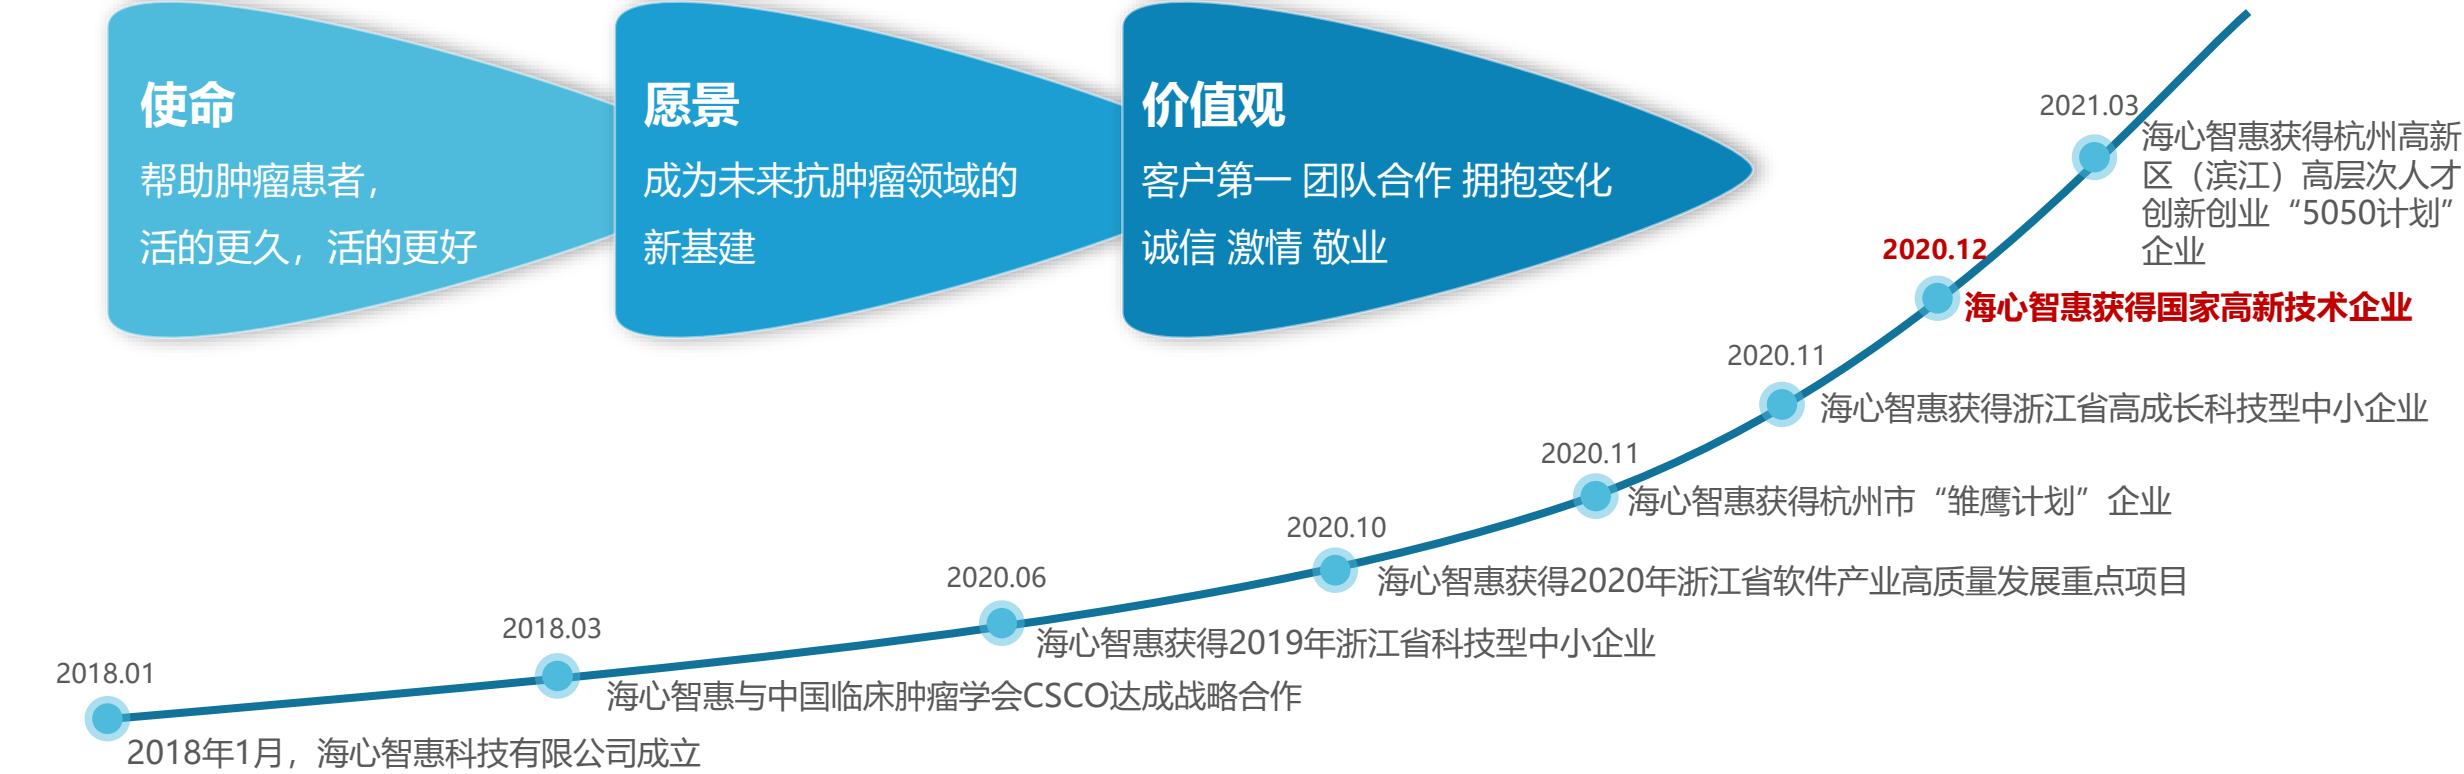 使命
帮助肿瘤患者，
活的更久，活的更好
愿景
成为未来抗肿瘤领域的
新基建
价值观
客户第一 团队合作 拥抱变化
诚信 激情 敬业
2018.01
2018年1月，海心智惠科技有限公司成立
2018.03
海心智惠与中国临床肿瘤学会CSCO达成战略合作
2020.06
海心智惠获得2019年浙江省科技型中小企业
2020.10
海心智惠获得2020年浙江省软件产业高质量发展重点项目
2020.11
海心智惠获得杭州市“雏鹰计划”企业
2020.11
海心智惠获得浙江省高成长科技型中小企业
2020.12
海心智惠获得国家高新技术企业
2021.03
海心智惠获得杭州高新
区（滨江）高层次人才
创新创业“5050计划”
企业